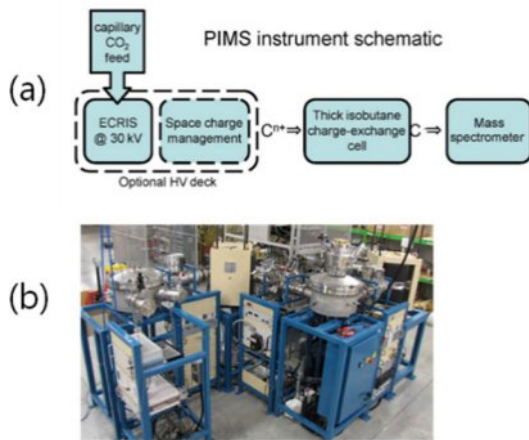 capillary
CO₂
feed
PIMS instrument schematic
(a)
ECRIS
@ 30 kV
Space charge
management
Cⁿ⁺⇒
Thick isobutane
charge-exchange
cell
C ⇒
Mass
spectrometer
Optional HV deck
(b)